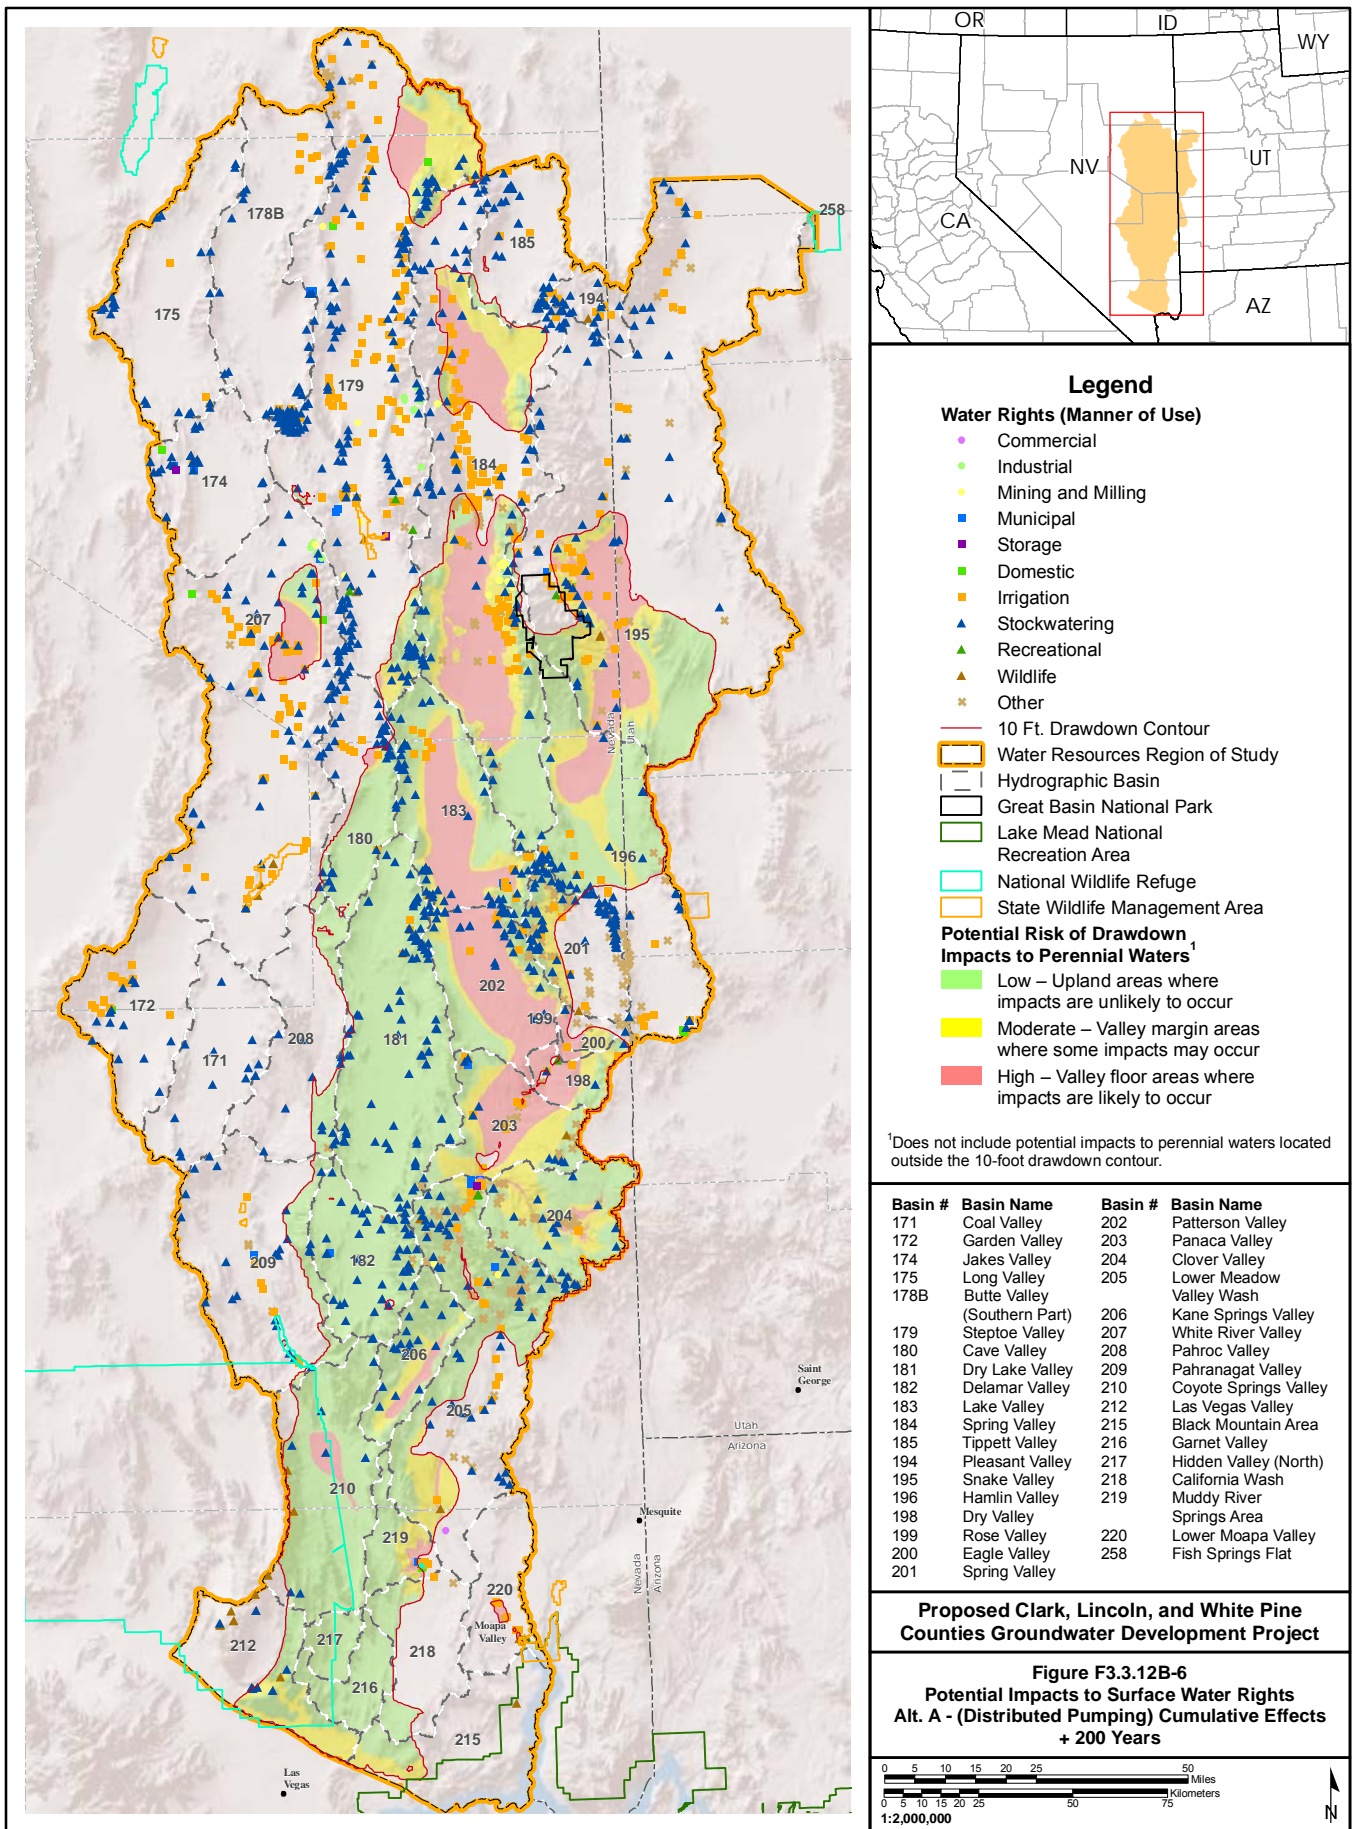 OR
ID
WY
NV
UT
CA
AZ
258
178B
185
194
175
179
184
174
207
195
Nevada
Utah
183
180
196
201
202
172
199
208
181
200
171
198
203
204
209
182
206
Saint
George
205
Utah
Arizona
210
Mesquite
219
Nevada
Arizona
220
Moapa
Valley
212
217
218
216
215
Las
Vegas
Legend
Water Rights (Manner of Use)
Commercial
Industrial
Mining and Milling
Municipal
Storage
Domestic
Irrigation
Stockwatering
Recreational
Wildlife
Other
10 Ft. Drawdown Contour
Water Resources Region of Study
Hydrographic Basin
Great Basin National Park
Lake Mead National
Recreation Area
National Wildlife Refuge
State Wildlife Management Area
Potential Risk of Drawdown
Impacts to Perennial Waters1
Low – Upland areas where
impacts are unlikely to occur
Moderate – Valley margin areas
where some impacts may occur
High – Valley floor areas where
impacts are likely to occur
1Does not include potential impacts to perennial waters located
outside the 10-foot drawdown contour.
Basin # Basin Name Basin # Basin Name
171 Coal Valley 202 Patterson Valley
172 Garden Valley 203 Panaca Valley
174 Jakes Valley 204 Clover Valley
175 Long Valley 205 Lower Meadow
178B Butte Valley Valley Wash
(Southern Part) 206 Kane Springs Valley
179 Steptoe Valley 207 White River Valley
180 Cave Valley 208 Pahroc Valley
181 Dry Lake Valley 209 Pahranagat Valley
182 Delamar Valley 210 Coyote Springs Valley
183 Lake Valley 212 Las Vegas Valley
184 Spring Valley 215 Black Mountain Area
185 Tippett Valley 216 Garnet Valley
194 Pleasant Valley 217 Hidden Valley (North)
195 Snake Valley 218 California Wash
196 Hamlin Valley 219 Muddy River
198 Dry Valley Springs Area
199 Rose Valley 220 Lower Moapa Valley
200 Eagle Valley 258 Fish Springs Flat
201 Spring Valley
Proposed Clark, Lincoln, and White Pine
Counties Groundwater Development Project
Figure F3.3.12B-6
Potential Impacts to Surface Water Rights
Alt. A - (Distributed Pumping) Cumulative Effects
+ 200 Years
0 5 10 15 20 25 50
Miles
Kilometers
0 5 10 15 20 25 50 75
1:2,000,000
N